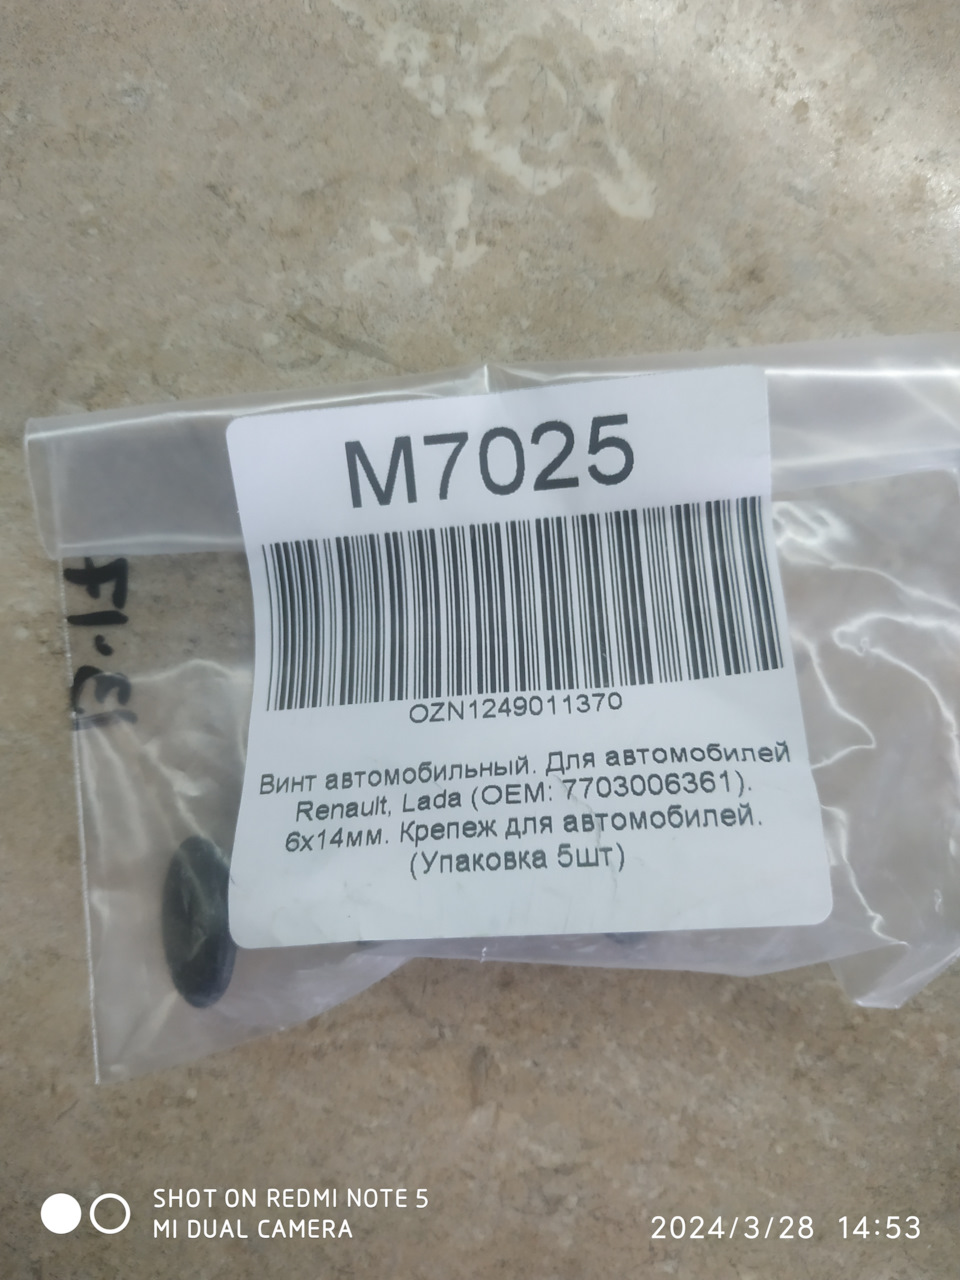 M7025
OZN1249011370
Винт автомобильный. Для автомобилей
Renault, Lada (OEM: 7703006361).
6х14мм. Крепеж для автомобилей.
(Упаковка 5шт)
SHOT ON REDMI NOTE 5
MI DUAL CAMERA
2024/3/28 14:53